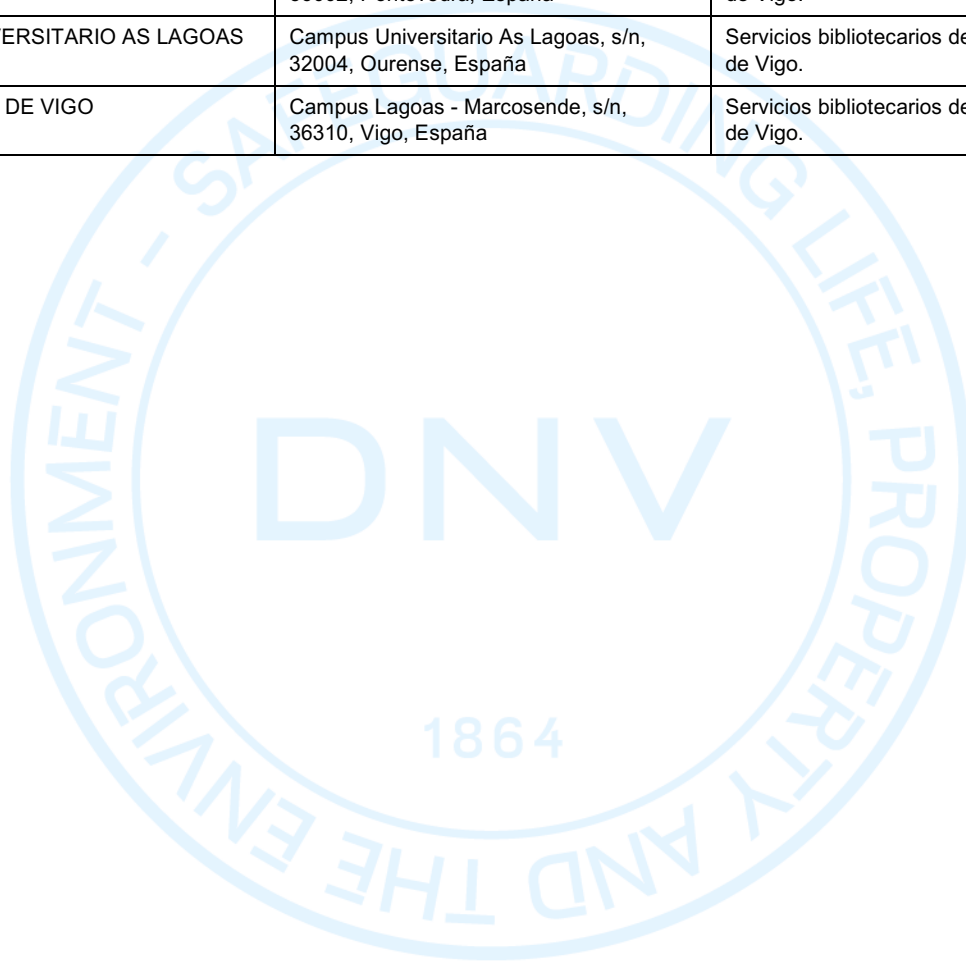 ERSITARIO AS LAGOAS
Campus Universitario As Lagoas, s/n,
32004, Ourense, España
Servicios bibliotecarios de
de Vigo.
DE VIGO
Campus Lagoas - Marcosende, s/n,
36310, Vigo, España
Servicios bibliotecarios de
de Vigo.
SAFEGUARDING LIFE, PROPERTY AND THE ENVIRONMENT -
DNV
1864